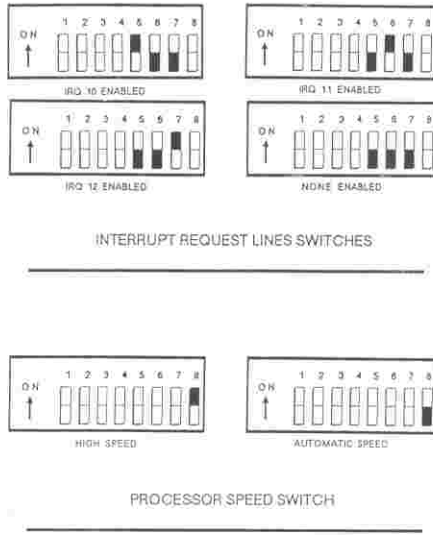 1 2 3 4 5 6 7 8
ON
IRQ 10 ENABLED
1 2 3 4 5 6 7 8
ON
IRQ 11 ENABLED
1 2 3 4 5 6 7 8
ON
IRQ 12 ENABLED
1 2 3 4 5 6 7 8
ON
NONE ENABLED
INTERRUPT REQUEST LINES SWITCHES
1 2 3 4 5 6 7 8
ON
HIGH SPEED
1 2 3 4 5 6 7 8
ON
AUTOMATIC SPEED
PROCESSOR SPEED SWITCH